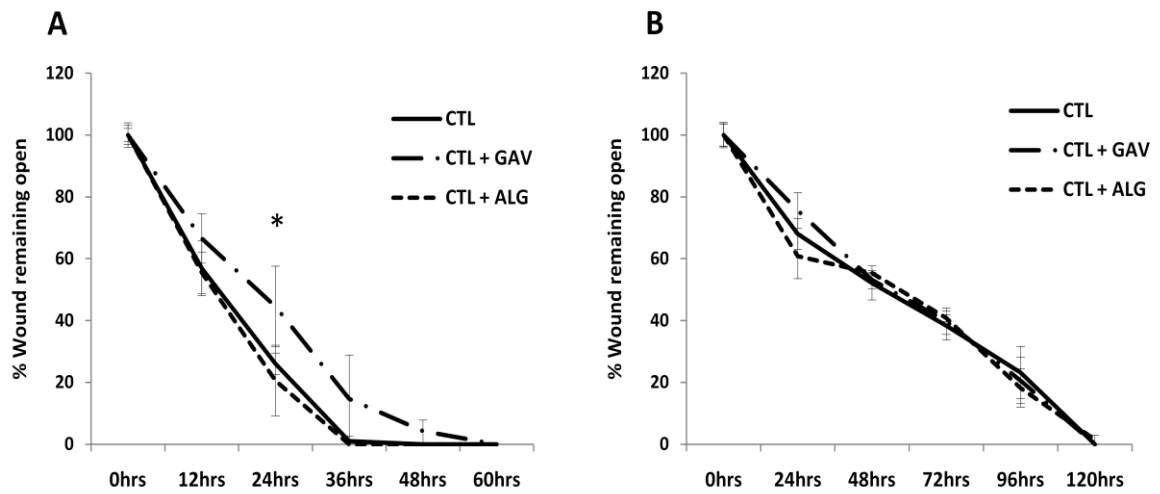 A
120
100
80
60
40
20
0
% Wound remaining open
0hrs 12hrs 24hrs 36hrs 48hrs 60hrs
CTL
CTL + GAV
CTL + ALG
*
B
120
100
80
60
40
20
0
% Wound remaining open
0hrs 24hrs 48hrs 72hrs 96hrs 120hrs
CTL
CTL + GAV
CTL + ALG